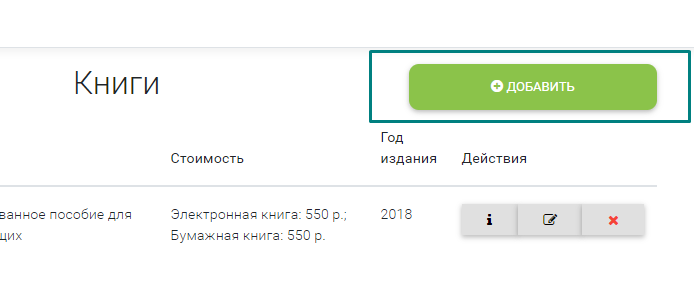 Книги
ДОБАВИТЬ
Стоимость
Год
издания
Действия
ванное пособие для
щих
Электронная книга: 550 р.;
Бумажная книга: 550 р.
2018